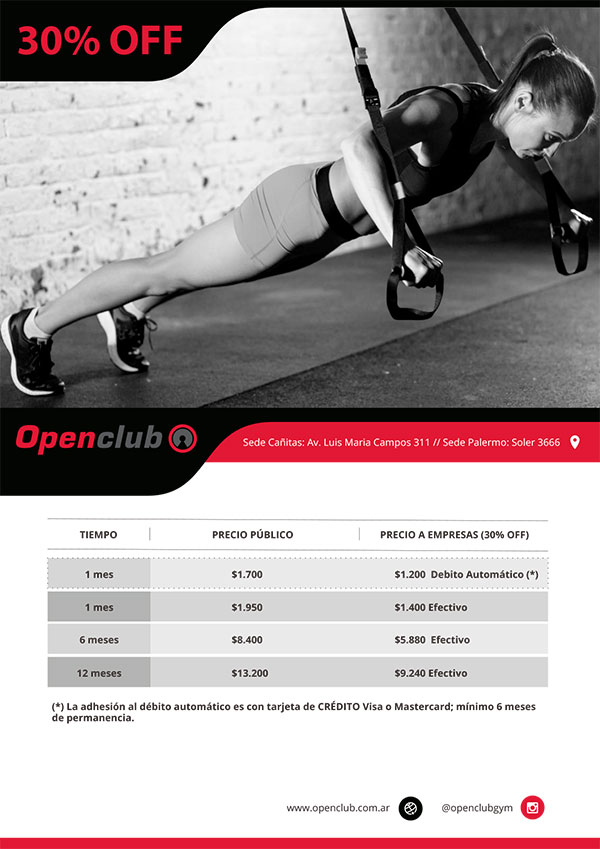 30% OFF
Openclub
Sede Cañitas: Av. Luis Maria Campos 311 // Sede Palermo: Soler 3666
TIEMPO PRECIO PÚBLICO PRECIO A EMPRESAS (30% OFF)
1 mes $1.700 $1.200 Debito Automático (*)
1 mes $1.950 $1.400 Efectivo
6 meses $8.400 $5.880 Efectivo
12 meses $13.200 $9.240 Efectivo
(*) La adhesión al débito automático es con tarjeta de CRÉDITO Visa o Mastercard; mínimo 6 meses
de permanencia.
www.openclub.com.ar @openclubgym